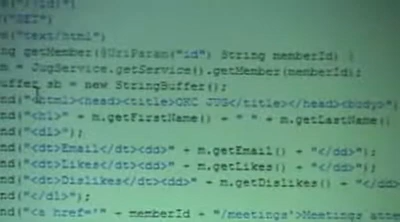 "GET")
("text/html")
ng getMember(@UriParam("id") String memberId) {
m = JugService.getService().getMember(memberId);
uffer sb = new StringBuffer();
nd("<html><head><title>OKC JUG</title></head><body>")
nd("<h1>" + m.getFirstName() + " " + m.getLastName()
nd("<dl>");
nd("<dt>Email</dt><dd>" + m.getEmail() + "</dd>");
nd("<dt>Likes</dt><dd>" + m.getLikes() + "</dd>");
nd("<dt>Dislikes</dt><dd>" + m.getDislikes() + "</dd>
nd("</dl>");
nd("<a href='" + memberId + "/meetings'>Meetings atte